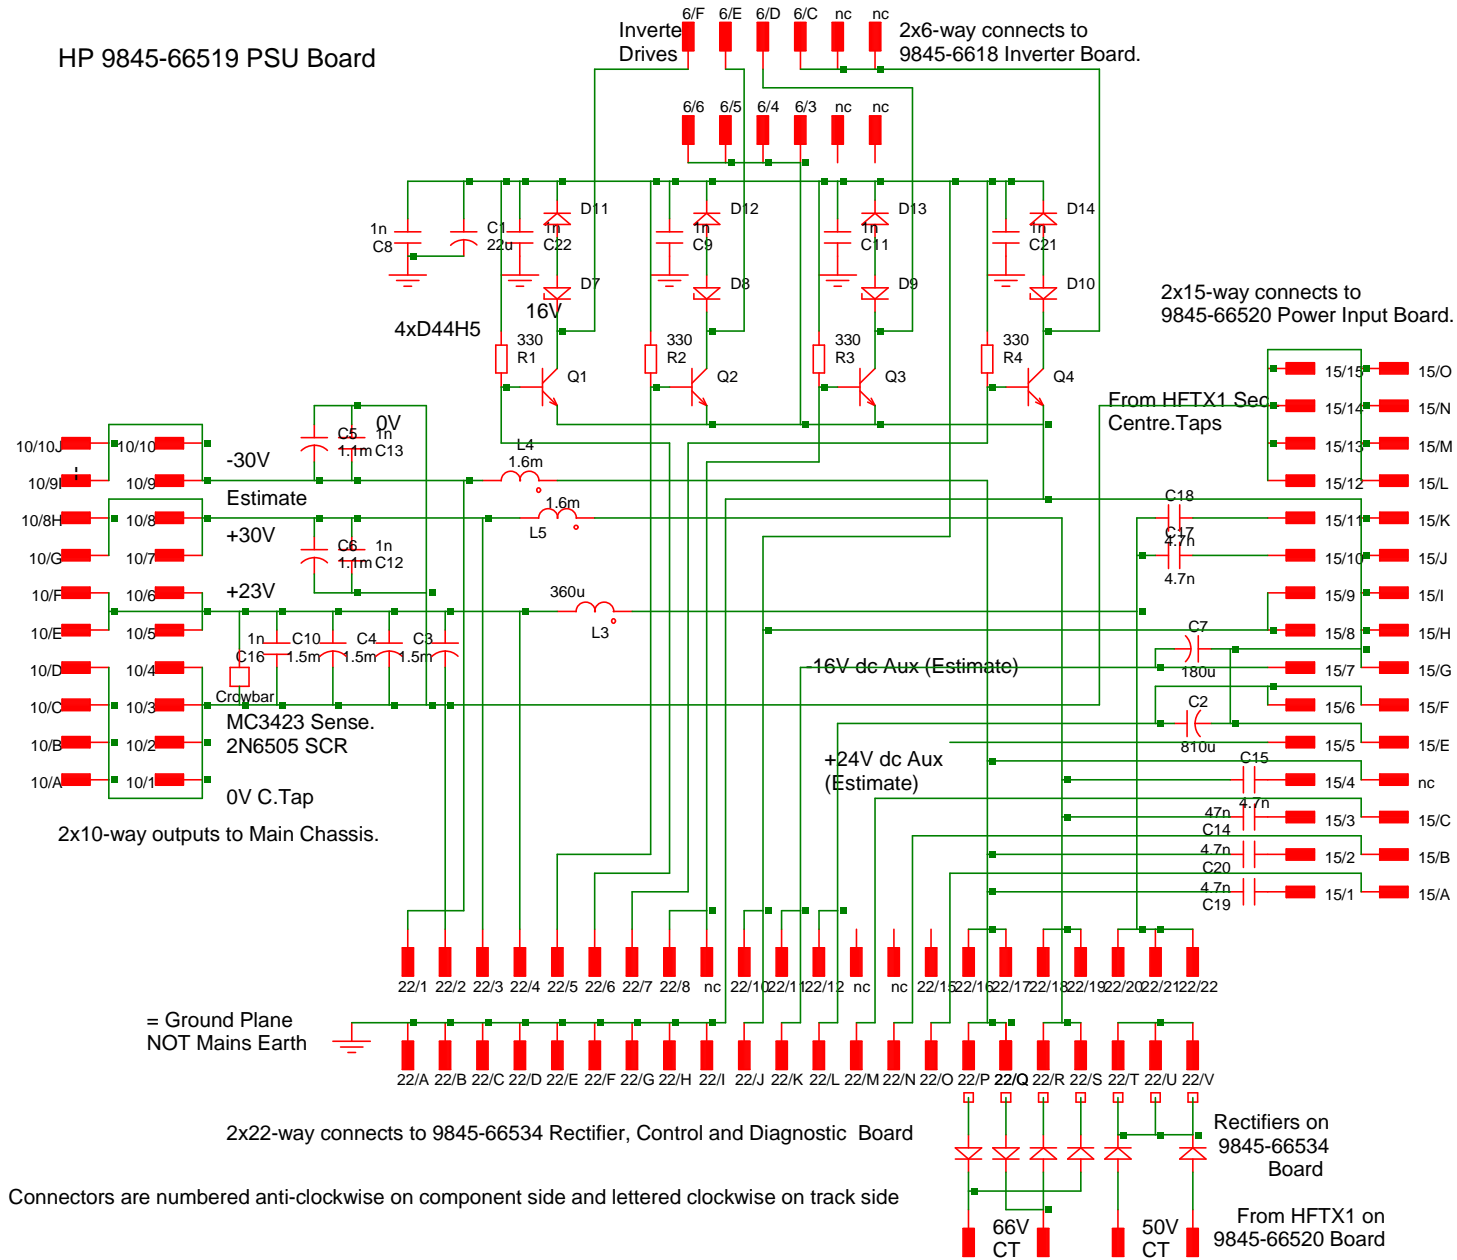 HP 9845-66519 PSU Board
Inverte
Drives
6/F 6/E 6/D 6/C nc nc
2x6-way connects to
9845-6618 Inverter Board.
6/6 6/5 6/4 6/3 nc nc
D11 D12 D13 D14
1n
C8
C1
22u
1n
C22
1n
C9
1n
C11
1n
C21
D7 D8 D9 D10
16V
4xD44H5
330
R1
330
R2
330
R3
330
R4
Q1 Q2 Q3 Q4
2x15-way connects to
9845-66520 Power Input Board.
From HFTX1 Sec
Centre.Taps
15/15 15/O
15/14 15/N
15/13 15/M
15/12 15/L
15/11 15/K
15/10 15/J
15/9 15/I
15/8 15/H
15/7 15/G
15/6 15/F
15/5 15/E
15/4 nc
15/3 15/C
15/2 15/B
15/1 15/A
C18
C17
4.7n
4.7n
C7
180u
C2
810u
C15
4.7n
47n
C14
4.7n
C20
4.7n
C19
10/10J 10/10
10/9I 10/9
10/8H 10/8
10/G 10/7
10/F 10/6
10/E 10/5
10/D 10/4
10/C 10/3
10/B 10/2
10/A 10/1
0V
-30V
Estimate
+30V
+23V
C5
1.1m
1n
C13
C6
1.1m
1n
C12
L4
1.6m
1.6m
L5
360u
L3
1n
C16
C10
1.5m
C4
1.5m
C3
1.5m
Crowbar
MC3423 Sense.
2N6505 SCR
0V C.Tap
2x10-way outputs to Main Chassis.
-16V dc Aux (Estimate)
+24V dc Aux
(Estimate)
22/1 22/2 22/3 22/4 22/5 22/6 22/7 22/8 nc 22/10 22/11 22/12 nc nc 22/15 22/16 22/17 22/18 22/19 22/20 22/21 22/22
= Ground Plane
NOT Mains Earth
22/A 22/B 22/C 22/D 22/E 22/F 22/G 22/H 22/I 22/J 22/K 22/L 22/M 22/N 22/O 22/P 22/Q 22/R 22/S 22/T 22/U 22/V
2x22-way connects to 9845-66534 Rectifier, Control and Diagnostic Board
Rectifiers on
9845-66534
Board
Connectors are numbered anti-clockwise on component side and lettered clockwise on track side
66V
CT
50V
CT
From HFTX1 on
9845-66520 Board